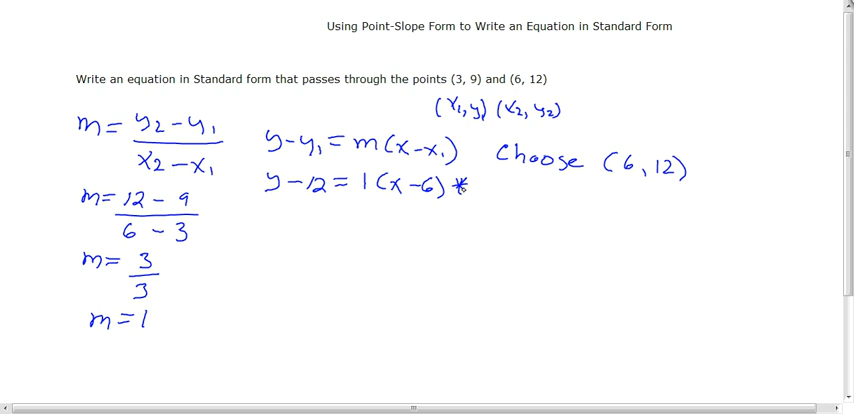 Using Point-Slope Form to Write an Equation in Standard Form
Write an equation in Standard form that passes through the points (3, 9) and (6, 12)
(x₁, y₁) (x₂, y₂)
m = y₂ - y₁ / x₂ - x₁
y - y₁ = m(x - x₁)
choose (6, 12)
y - 12 = 1(x - 6) *
m = 12 - 9 / 6 - 3
m = 3 / 3
m = 1